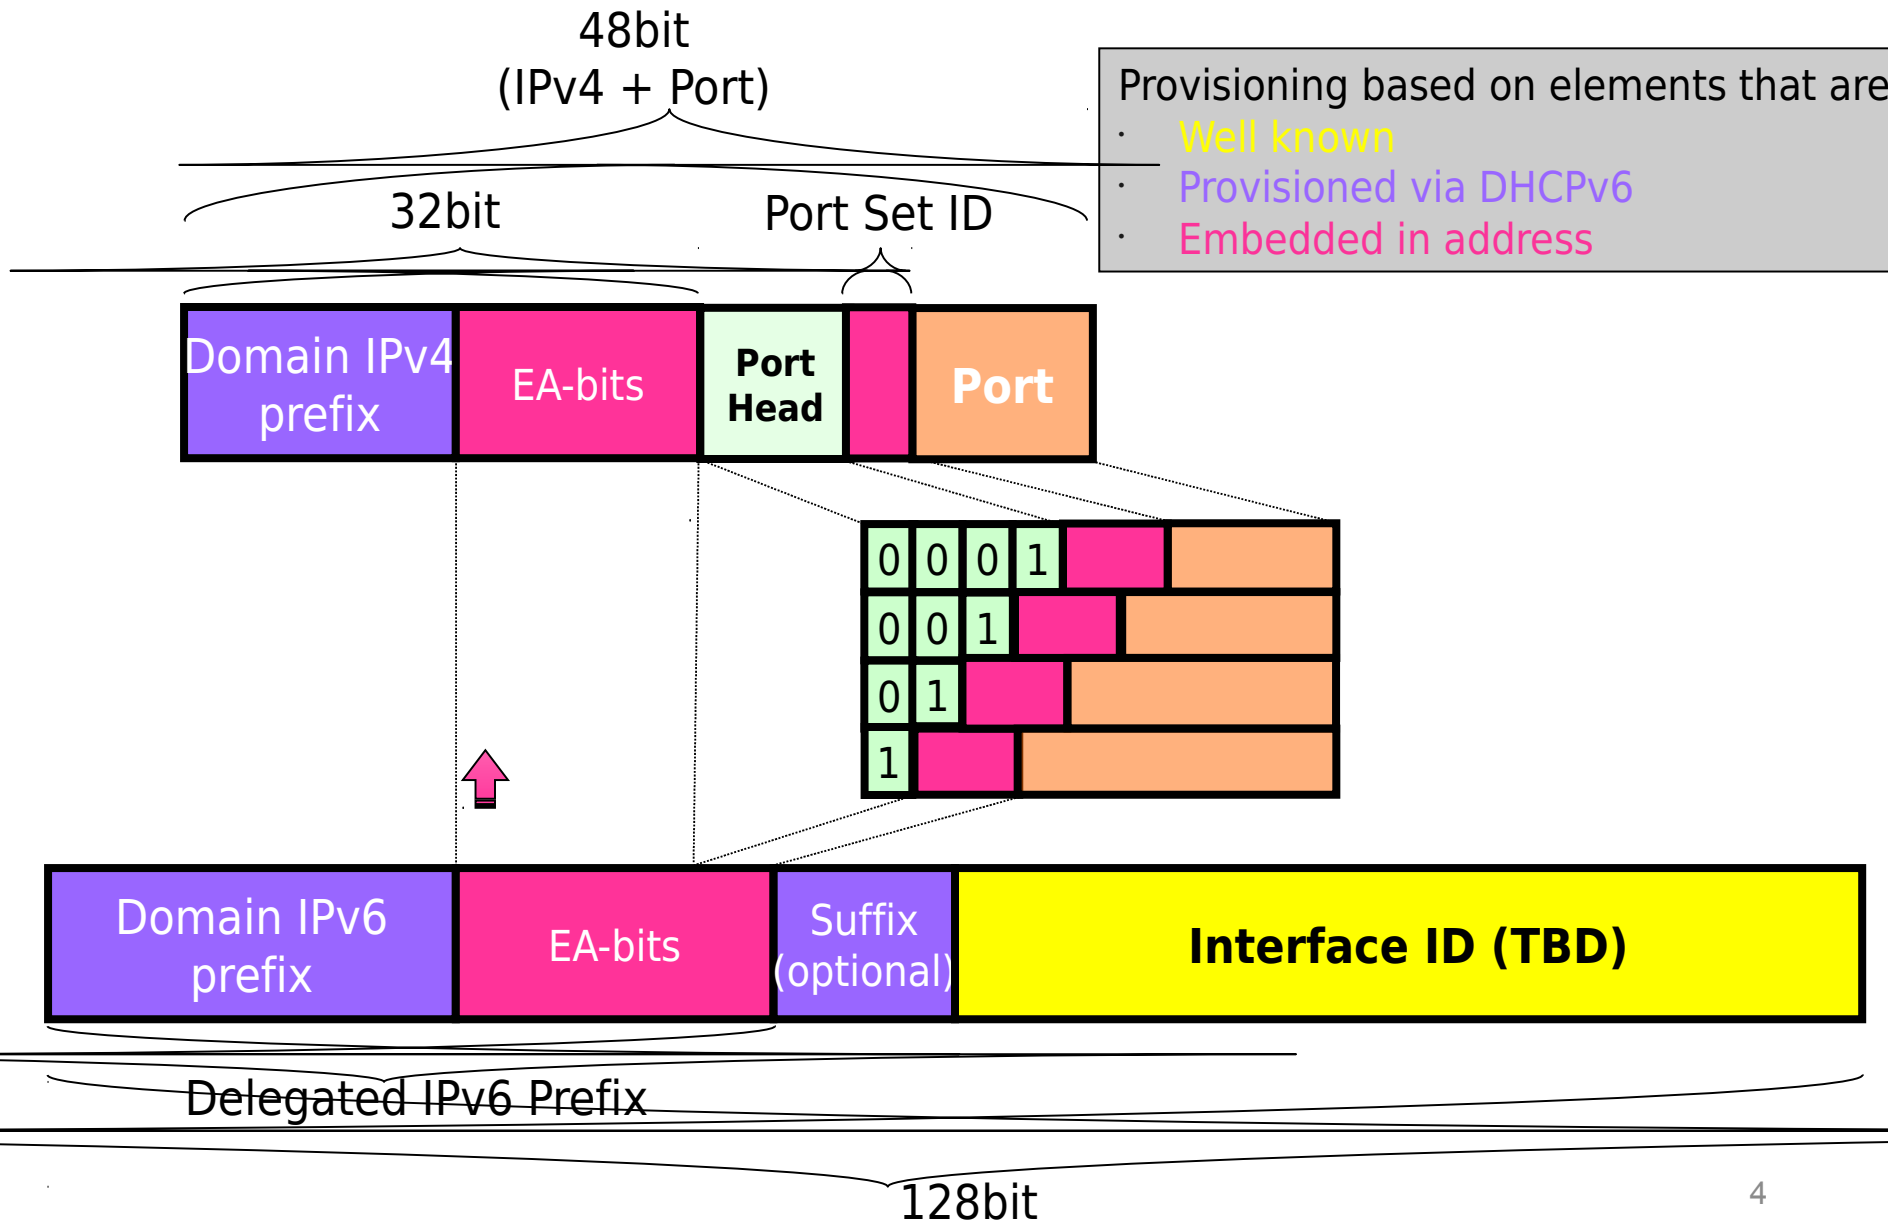 48bit
(IPv4 + Port)
Provisioning based on elements that are
· Well known
· Provisioned via DHCPv6
· Embedded in address
32bit
Port Set ID
Domain IPv4
prefix
EA-bits
Port
Head
Port
0 0 0 1
0 0 1
0 1
1
Domain IPv6
prefix
EA-bits
Suffix
(optional)
Interface ID (TBD)
Delegated IPv6 Prefix
128bit
4